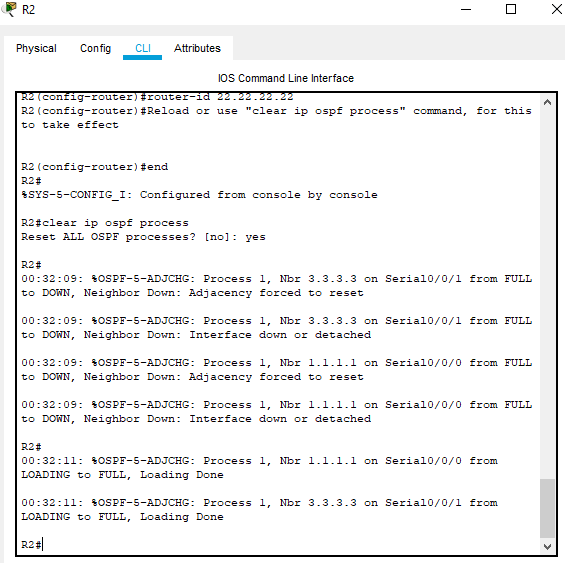 R2
Physical Config CLI Attributes
IOS Command Line Interface
R2(config-router)#router-id 22.22.22.22
R2(config-router)#Reload or use "clear ip ospf process" command, for this
to take effect
R2(config-router)#end
R2#
%SYS-5-CONFIG_I: Configured from console by console
R2#clear ip ospf process
Reset ALL OSPF processes? [no]: yes
R2#
00:32:09: %OSPF-5-ADJCHG: Process 1, Nbr 3.3.3.3 on Serial0/0/1 from FULL
to DOWN, Neighbor Down: Adjacency forced to reset
00:32:09: %OSPF-5-ADJCHG: Process 1, Nbr 3.3.3.3 on Serial0/0/1 from FULL
to DOWN, Neighbor Down: Interface down or detached
00:32:09: %OSPF-5-ADJCHG: Process 1, Nbr 1.1.1.1 on Serial0/0/0 from FULL
to DOWN, Neighbor Down: Adjacency forced to reset
00:32:09: %OSPF-5-ADJCHG: Process 1, Nbr 1.1.1.1 on Serial0/0/0 from FULL
to DOWN, Neighbor Down: Interface down or detached
R2#
00:32:11: %OSPF-5-ADJCHG: Process 1, Nbr 1.1.1.1 on Serial0/0/0 from
LOADING to FULL, Loading Done
00:32:11: %OSPF-5-ADJCHG: Process 1, Nbr 3.3.3.3 on Serial0/0/1 from
LOADING to FULL, Loading Done
R2#